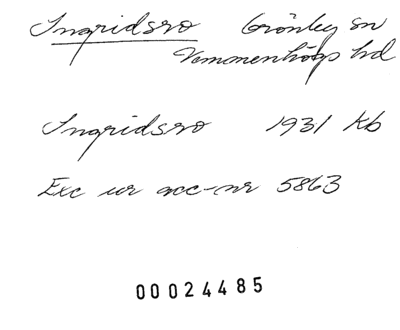 Ingridsro Grönby sn
Vemmenhögs hd
Ingridsro 1931 Kb
Exc ur acc-nr 5863
00024485